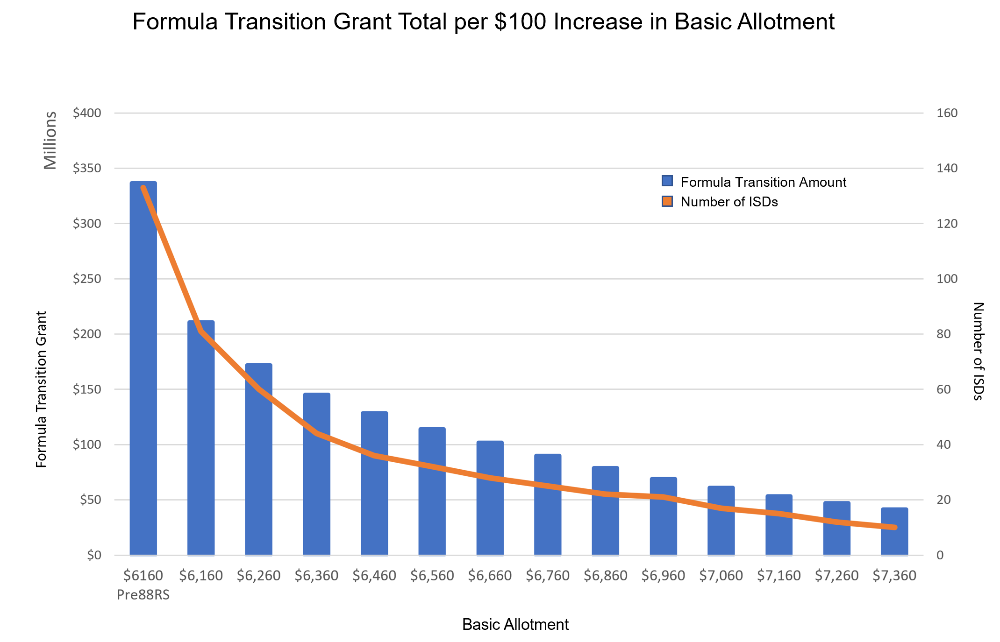 Formula Transition Grant Total per $100 Increase in Basic Allotment
Millions
Formula Transition Grant
$400
$350
$300
$250
$200
$150
$100
$50
$0
Formula Transition Amount
Number of ISDs
160
140
120
100
80
60
40
20
0
Number of ISDs
$6160 $6,160 $6,260 $6,360 $6,460 $6,560 $6,660 $6,760 $6,860 $6,960 $7,060 $7,160 $7,260 $7,360
Pre88RS
Basic Allotment